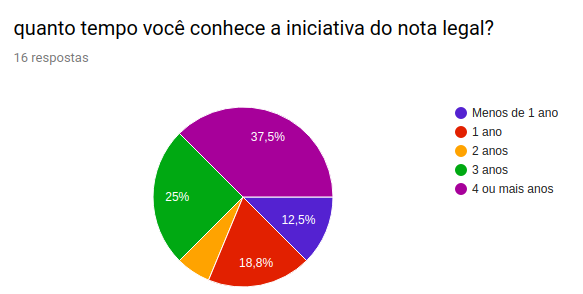 quanto tempo você conhece a iniciativa do nota legal?
16 respostas
37,5%
25%
12,5%
18,8%
Menos de 1 ano
1 ano
2 anos
3 anos
4 ou mais anos